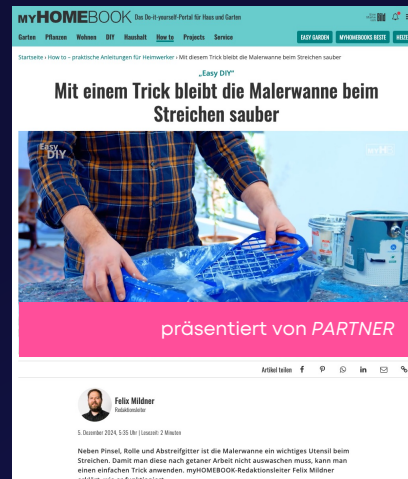 MYHOMEBOOK Das Do-it-yourself-Portal für Haus und Garten
Garten Pflanzen Wohnen DIY Haushalt How to Projects Service EASY GARDEN MYHOMEBOOKS BESTE
Startseite › How to – praktische Anleitungen für Heimwerker › Mit diesem Trick bleibt die Malerwanne beim Streichen sauber
„Easy DIY“
Mit einem Trick bleibt die Malerwanne beim
Streichen sauber
Easy
DIY
präsentiert von PARTNER
Artikel teilen
Felix Mildner
Redaktionsleiter
5. Dezember 2024, 5:35 Uhr | Lesezeit: 2 Minuten
Neben Pinsel, Rolle und Abstreifgitter ist die Malerwanne ein wichtiges Utensil beim
Streichen. Damit man diese nach getaner Arbeit nicht auswaschen muss, kann man
einen einfachen Trick anwenden. myHOMEBOOK-Redaktionsleiter Felix Mildner